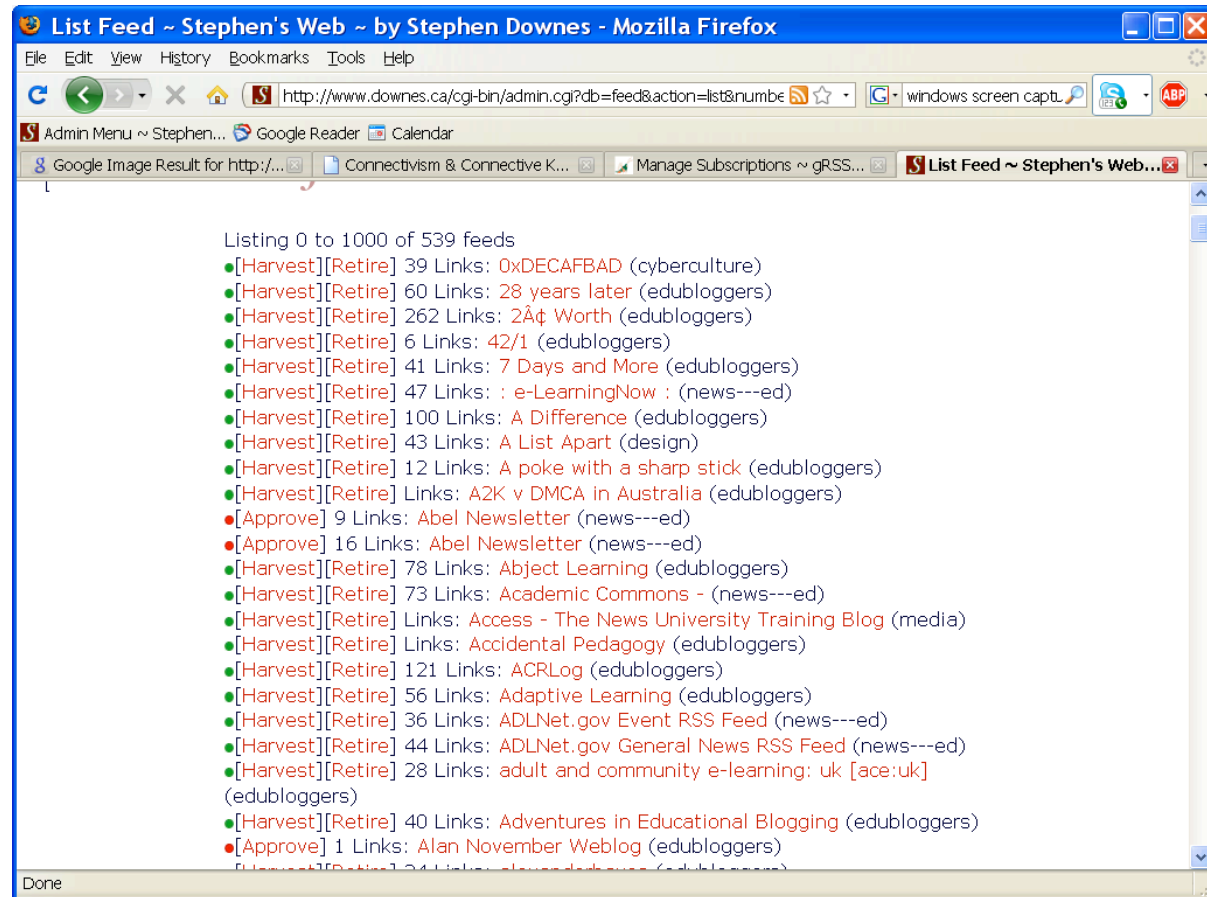 List Feed ~ Stephen's Web ~ by Stephen Downes - Mozilla Firefox
File Edit View History Bookmarks Tools Help
http://www.downes.ca/cgi-bin/admin.cgi?db=feed&action=list&numbe G windows screen captu ABP
Admin Menu ~ Stephen... Google Reader Calendar
Google Image Result for http:/... Connectivism & Connective K... Manage Subscriptions ~ gRSS... List Feed ~ Stephen's Web...
Listing 0 to 1000 of 539 feeds
[Harvest][Retire] 39 Links: 0xDECAFBAD (cyberculture)
[Harvest][Retire] 60 Links: 28 years later (edubloggers)
[Harvest][Retire] 262 Links: 2Â¢ Worth (edubloggers)
[Harvest][Retire] 6 Links: 42/1 (edubloggers)
[Harvest][Retire] 41 Links: 7 Days and More (edubloggers)
[Harvest][Retire] 47 Links: : e-LearningNow : (news---ed)
[Harvest][Retire] 100 Links: A Difference (edubloggers)
[Harvest][Retire] 43 Links: A List Apart (design)
[Harvest][Retire] 12 Links: A poke with a sharp stick (edubloggers)
[Harvest][Retire] Links: A2K v DMCA in Australia (edubloggers)
[Approve] 9 Links: Abel Newsletter (news---ed)
[Approve] 16 Links: Abel Newsletter (news---ed)
[Harvest][Retire] 78 Links: Abject Learning (edubloggers)
[Harvest][Retire] 73 Links: Academic Commons - (news---ed)
[Harvest][Retire] Links: Access - The News University Training Blog (media)
[Harvest][Retire] Links: Accidental Pedagogy (edubloggers)
[Harvest][Retire] 121 Links: ACRLog (edubloggers)
[Harvest][Retire] 56 Links: Adaptive Learning (edubloggers)
[Harvest][Retire] 36 Links: ADLNet.gov Event RSS Feed (news---ed)
[Harvest][Retire] 44 Links: ADLNet.gov General News RSS Feed (news---ed)
[Harvest][Retire] 28 Links: adult and community e-learning: uk [ace:uk]
(edubloggers)
[Harvest][Retire] 40 Links: Adventures in Educational Blogging (edubloggers)
[Approve] 1 Links: Alan November Weblog (edubloggers)
Done